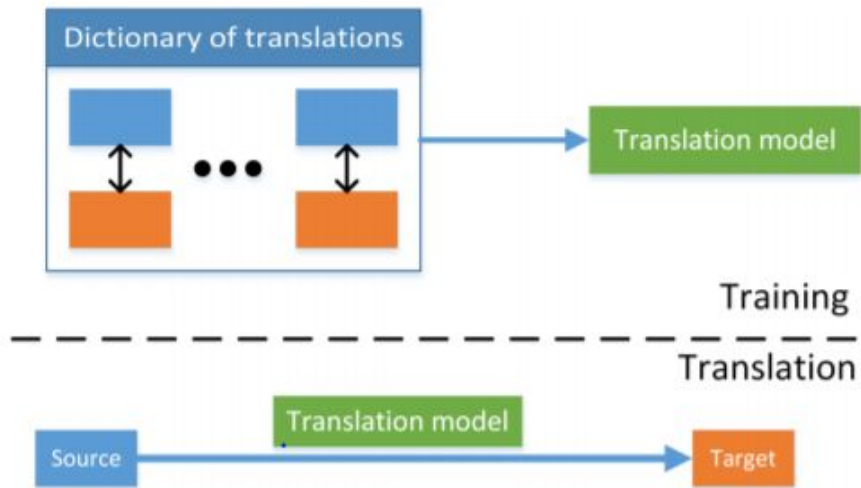 Dictionary of translations
Translation model
Training
Translation
Translation model
Source
Target